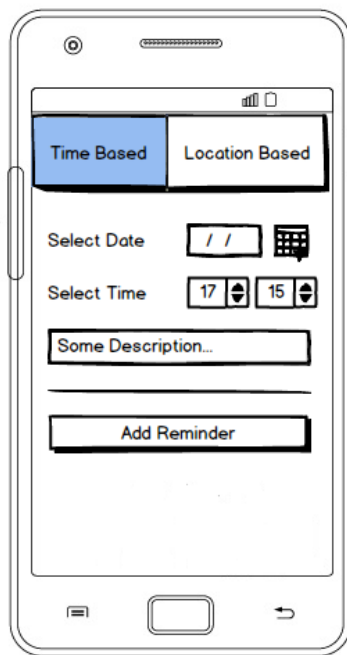 Time Based
Location Based
Select Date / /
Select Time 17 15
Some Description...
Add Reminder